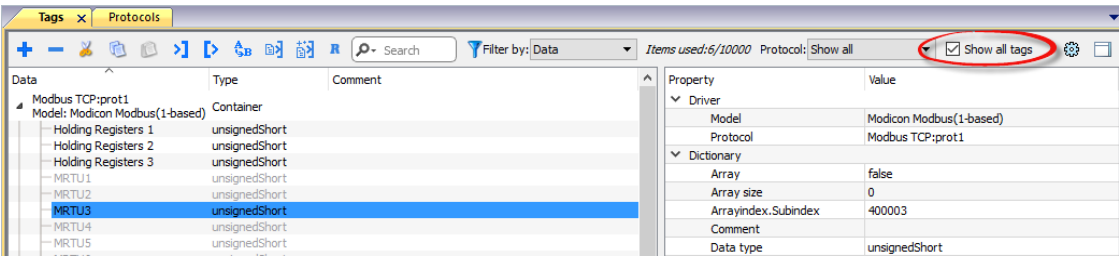 Tags x Protocols
R Search Filter by: Data Items used:6/10000 Protocol: Show all Show all tags
Data Type Comment Property Value
Modbus TCP:prot1
Model: Modicon Modbus(1-based) Container
Holding Registers 1 unsignedShort
Holding Registers 2 unsignedShort
Holding Registers 3 unsignedShort
MRTU1 unsignedShort
MRTU2 unsignedShort
MRTU3 unsignedShort
MRTU4 unsignedShort
MRTU5 unsignedShort
Driver
Model Modicon Modbus(1-based)
Protocol Modbus TCP:prot1
Dictionary
Array false
Array size 0
Arrayindex.Subindex 400003
Comment
Data type unsignedShort